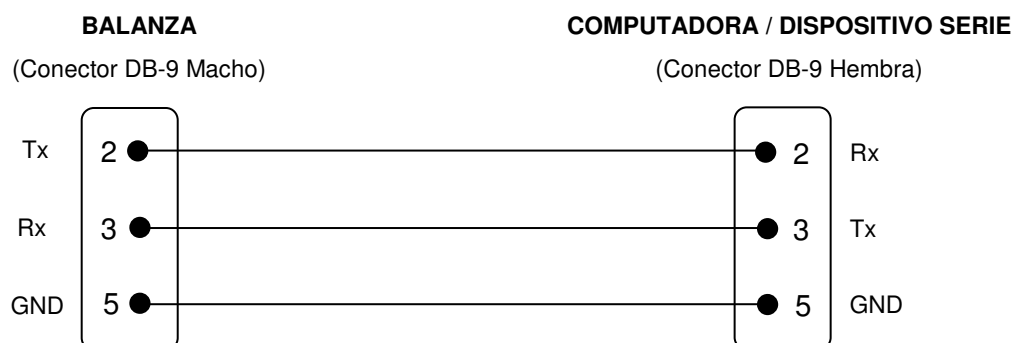 BALANZA COMPUTADORA / DISPOSITIVO SERIE
(Conector DB-9 Macho) (Conector DB-9 Hembra)
Tx 2 2 Rx
Rx 3 3 Tx
GND 5 5 GND